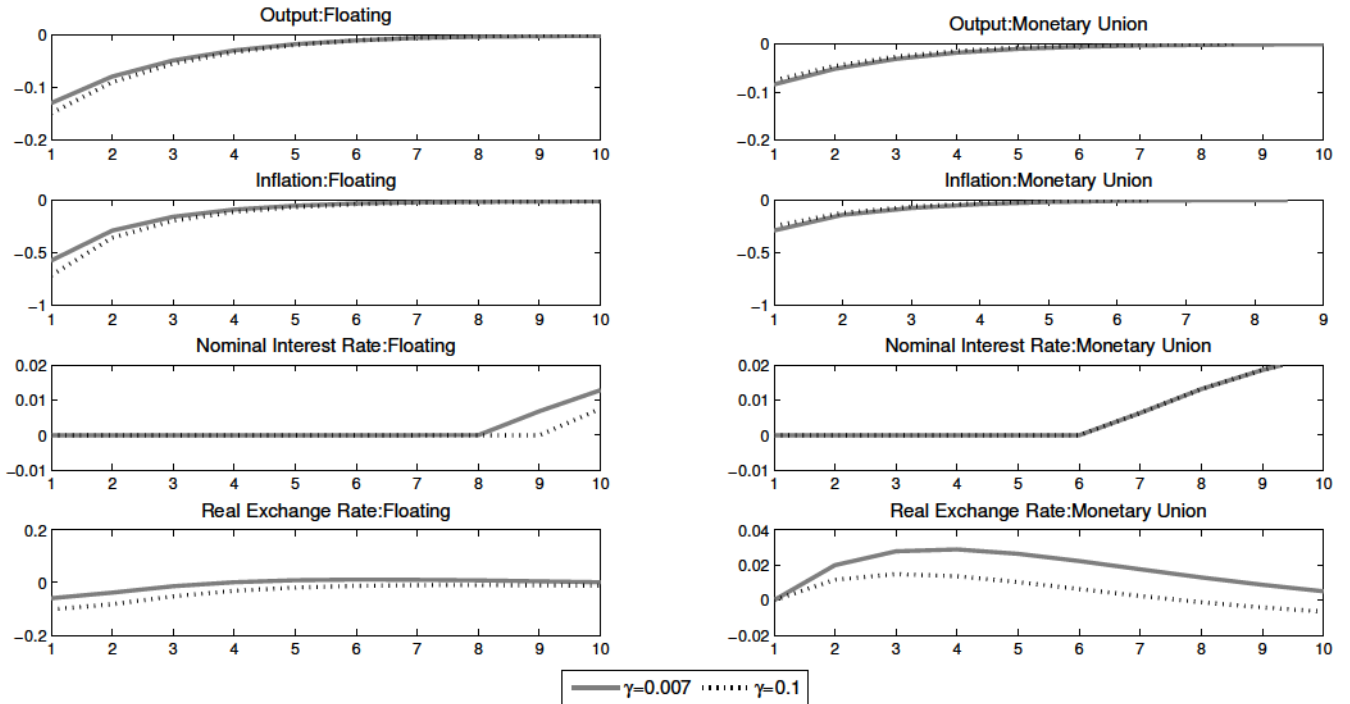 Output:Floating
0
−0.1
−0.2
1 2 3 4 5 6 7 8 9 10
Output:Monetary Union
0
−0.1
−0.2
1 2 3 4 5 6 7 8 9 10
Inflation:Floating
0
−0.5
−1
1 2 3 4 5 6 7 8 9 10
Inflation:Monetary Union
0
−0.5
−1
1 2 3 4 5 6 7 8 9
Nominal Interest Rate:Floating
0.02
0.01
0
−0.01
1 2 3 4 5 6 7 8 9 10
Nominal Interest Rate:Monetary Union
0.02
0.01
0
−0.01
1 2 3 4 5 6 7 8 9 10
Real Exchange Rate:Floating
0.2
0
−0.2
1 2 3 4 5 6 7 8 9 10
Real Exchange Rate:Monetary Union
0.04
0.02
0
−0.02
1 2 3 4 5 6 7 8 9 10
γ=0.007 γ=0.1